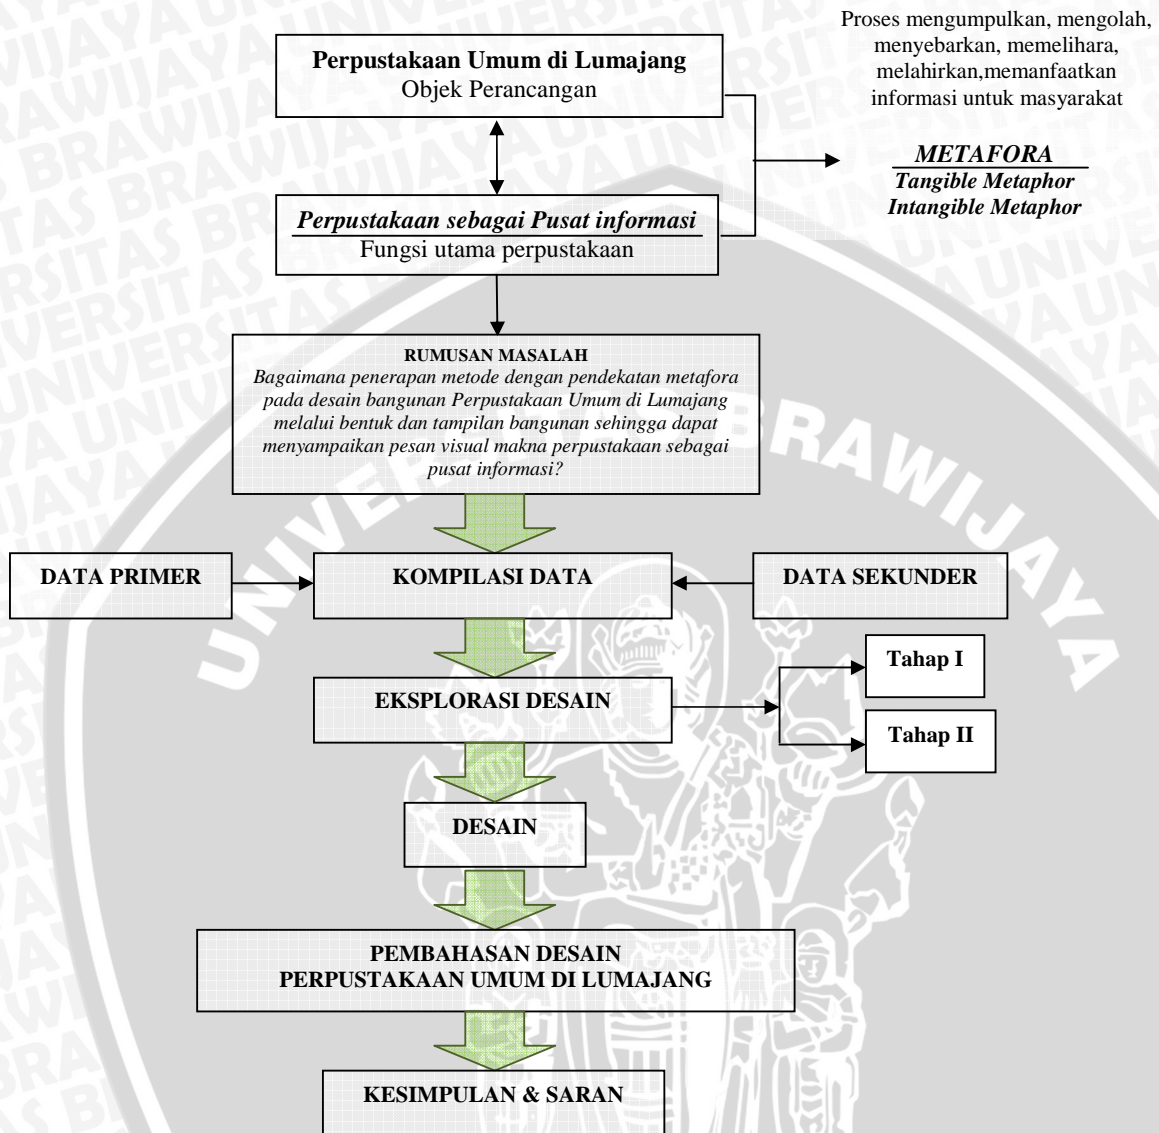 Proses mengumpulkan, mengolah,
menyebarkan, memelihara,
melahirkan,memanfaatkan
informasi untuk masyarakat
Perpustakaan Umum di Lumajang
Objek Perancangan
METAFORA
Tangible Metaphor
Intangible Metaphor
Perpustakaan sebagai Pusat informasi
Fungsi utama perpustakaan
RUMUSAN MASALAH
Bagaimana penerapan metode dengan pendekatan metafora
pada desain bangunan Perpustakaan Umum di Lumajang
melalui bentuk dan tampilan bangunan sehingga dapat
menyampaikan pesan visual makna perpustakaan sebagai
pusat informasi?
DATA PRIMER
KOMPILASI DATA
DATA SEKUNDER
EKSPLORASI DESAIN
Tahap I
Tahap II
DESAIN
PEMBAHASAN DESAIN
PERPUSTAKAAN UMUM DI LUMAJANG
KESIMPULAN & SARAN
UNIVERSITAS BRAWIJAYA